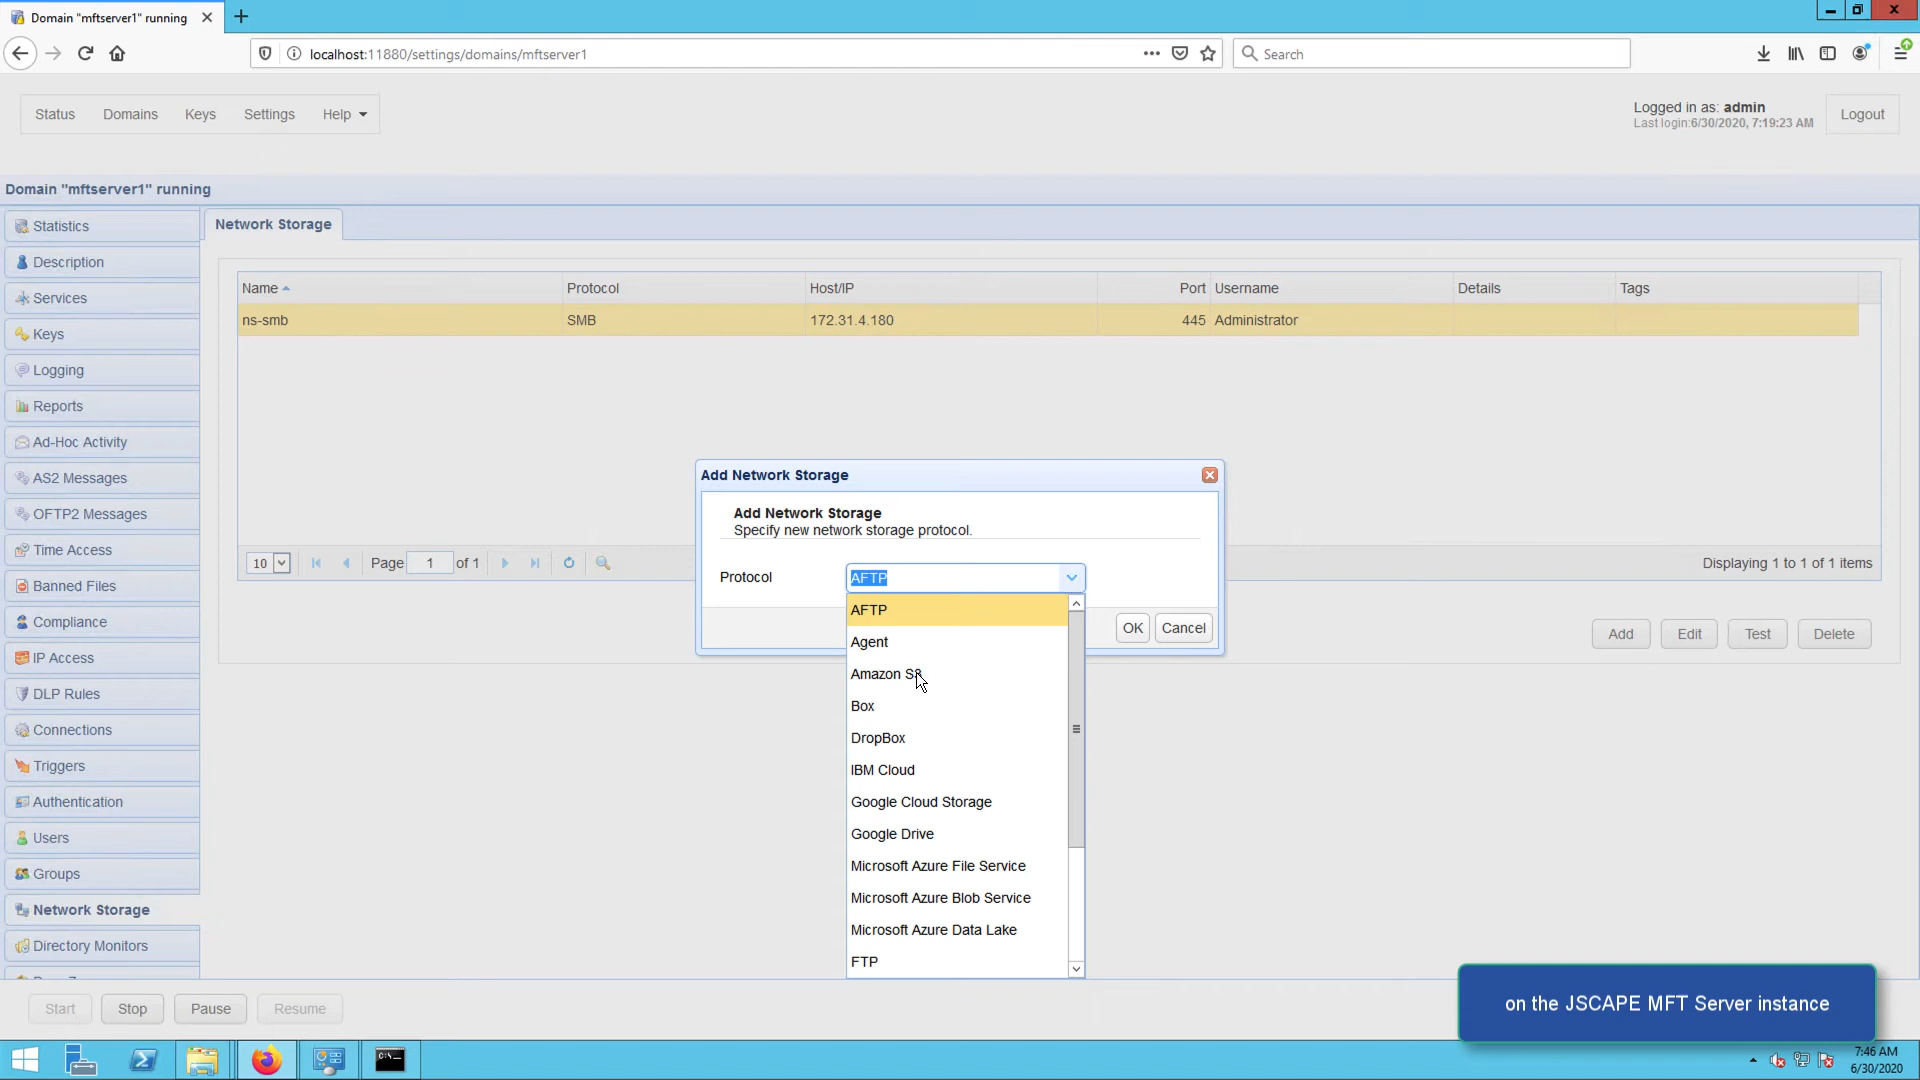 Domain "mftserver1" running
localhost:11880/settings/domains/mftserver1
Search
Status
Domains
Keys
Settings
Help
Logged in as: admin
Last login:6/30/2020, 7:19:23 AM
Logout
Domain "mftserver1" running
Statistics
Description
Services
Keys
Logging
Reports
Ad-Hoc Activity
AS2 Messages
OFTP2 Messages
Time Access
Banned Files
Compliance
IP Access
DLP Rules
Connections
Triggers
Authentication
Users
Groups
Network Storage
Directory Monitors
Network Storage
Name
Protocol
Host/IP
Port
Username
Details
Tags
ns-smb
SMB
172.31.4.180
445
Administrator
10
Page 1 of 1
Displaying 1 to 1 of 1 items
Add
Edit
Test
Delete
Add Network Storage
Add Network Storage
Specify new network storage protocol.
Protocol
AFTP
AFTP
Agent
Amazon S3
Box
DropBox
IBM Cloud
Google Cloud Storage
Google Drive
Microsoft Azure File Service
Microsoft Azure Blob Service
Microsoft Azure Data Lake
FTP
OK
Cancel
Start
Stop
Pause
Resume
on the JSCAPE MFT Server instance
7:46 AM
6/30/2020